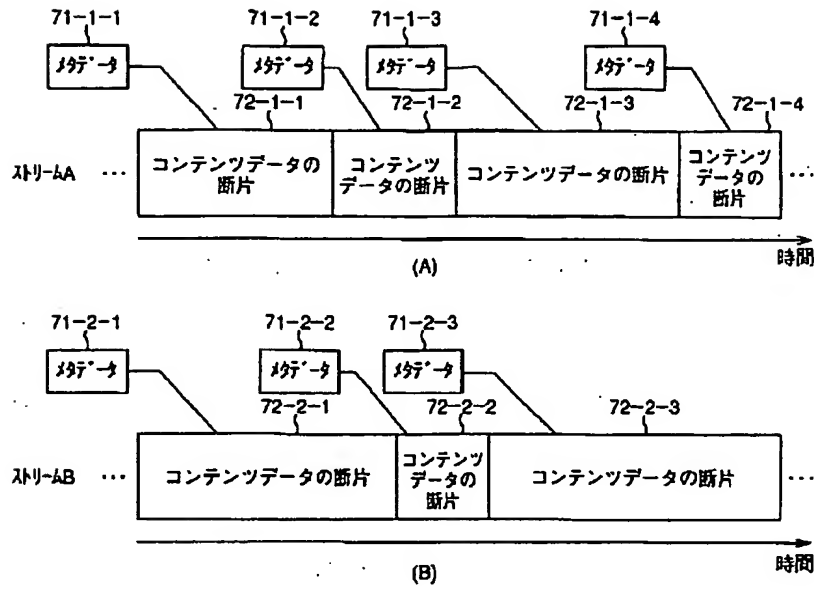 71-1-1 71-1-2 71-1-3 71-1-4
メタデータ メタデータ メタデータ メタデータ
72-1-1 72-1-2 72-1-3 72-1-4
ストリームA … コンテンツデータの断片 コンテンツデータの断片 コンテンツデータの断片 コンテンツデータの断片 …
時間
(A)
71-2-1 71-2-2 71-2-3
メタデータ メタデータ メタデータ
72-2-1 72-2-2 72-2-3
ストリームB … コンテンツデータの断片 コンテンツデータの断片 コンテンツデータの断片 …
時間
(B)